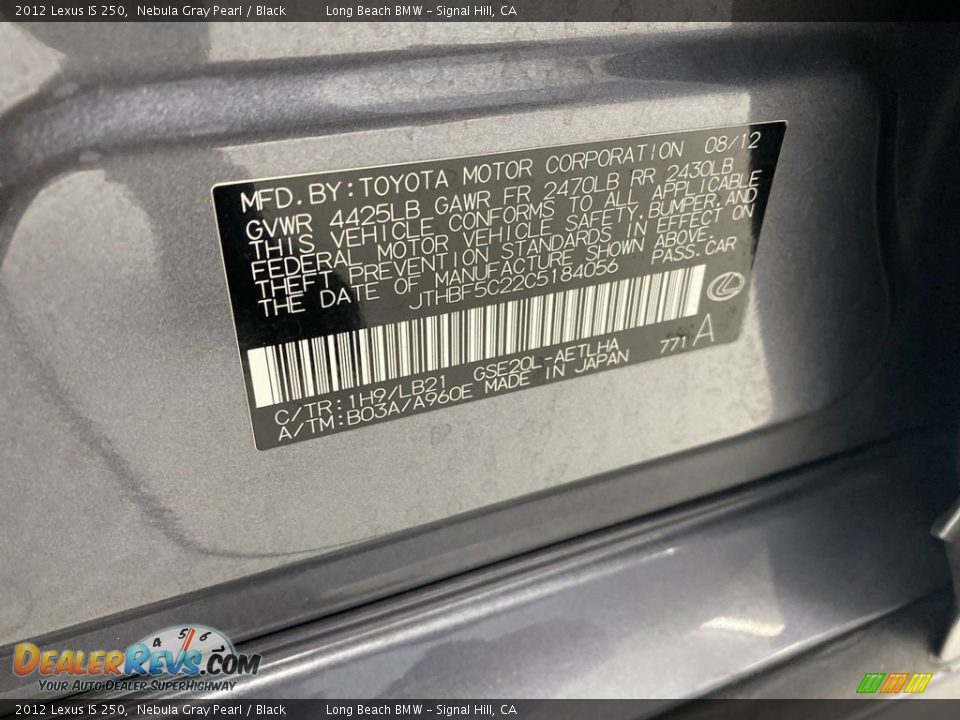 2012 Lexus IS 250, Nebula Gray Pearl / Black Long Beach BMW - Signal Hill, CA
MFD. BY: TOYOTA MOTOR CORPORATION 08/12
GVWR 4425LB GAWR FR 2470LB RR 2430LB
THIS VEHICLE CONFORMS TO ALL APPLICABLE
FEDERAL MOTOR VEHICLE SAFETY, BUMPER, AND
THEFT PREVENTION STANDARDS IN EFFECT ON
THE DATE OF MANUFACTURE SHOWN ABOVE.
JTHBF5C22C5184056 PASS. CAR
C/TR: 1H9/LB21 GSE20L-AETLHA 771 A
A/TM: B03A/A960E MADE IN JAPAN
4 5 6
DEALERREVS.COM
YOUR AUTO DEALER SUPERHIGHWAY
2012 Lexus IS 250, Nebula Gray Pearl / Black Long Beach BMW - Signal Hill, CA